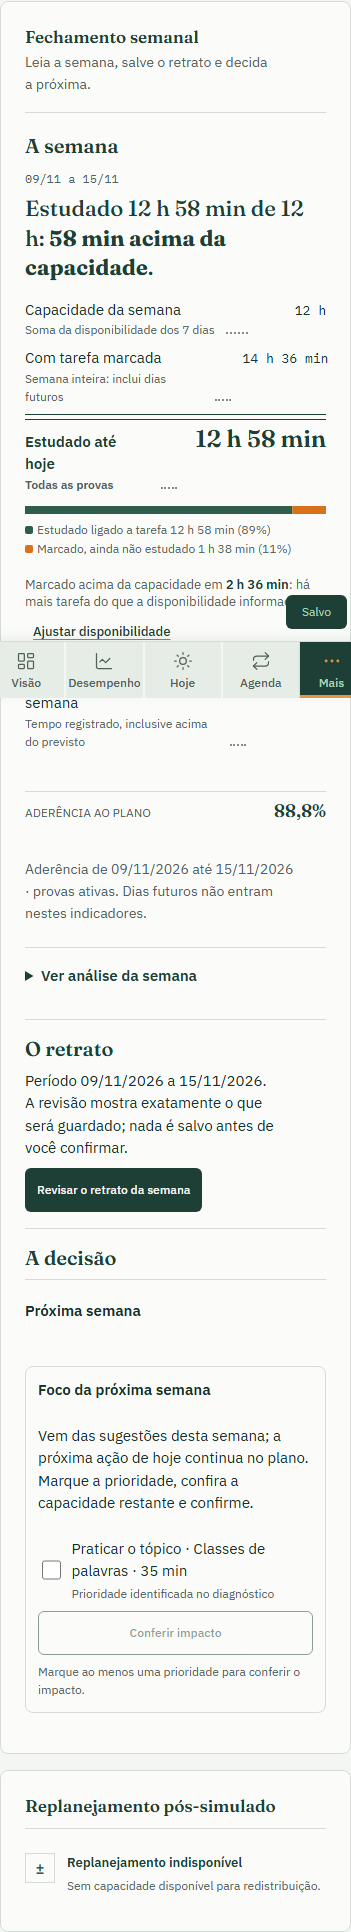 Fechamento semanal
Leia a semana, salve o retrato e decida
a próxima.
A semana
09/11 a 15/11
Estudado 12 h 58 min de 12
h: 58 min acima da
capacidade.
Capacidade da semana 12 h
Soma da disponibilidade dos 7 dias ......
Com tarefa marcada 14 h 36 min
Semana inteira: inclui dias
futuros .....
Estudado até 12 h 58 min
hoje
Todas as provas .....
Estudado ligado a tarefa 12 h 58 min (89%)
Marcado, ainda não estudado 1 h 38 min (11%)
Marcado acima da capacidade em 2 h 36 min: há
mais tarefa do que a disponibilidade informa
Salvo
Ajustar disponibilidade
Visão Desempenho Hoje Agenda Mais
semana
Tempo registrado, inclusive acima
do previsto .....
ADERÊNCIA AO PLANO 88,8%
Aderência de 09/11/2026 até 15/11/2026
· provas ativas. Dias futuros não entram
nestes indicadores.
Ver análise da semana
O retrato
Período 09/11/2026 a 15/11/2026.
A revisão mostra exatamente o que
será guardado; nada é salvo antes de
você confirmar.
Revisar o retrato da semana
A decisão
Próxima semana
Foco da próxima semana
Vem das sugestões desta semana; a
próxima ação de hoje continua no plano.
Marque a prioridade, confira a
capacidade restante e confirme.
Praticar o tópico · Classes de
palavras · 35 min
Prioridade identificada no diagnóstico
Conferir impacto
Marque ao menos uma prioridade para conferir o
impacto.
Replanejamento pós-simulado
± Replanejamento indisponível
Sem capacidade disponível para redistribuição.